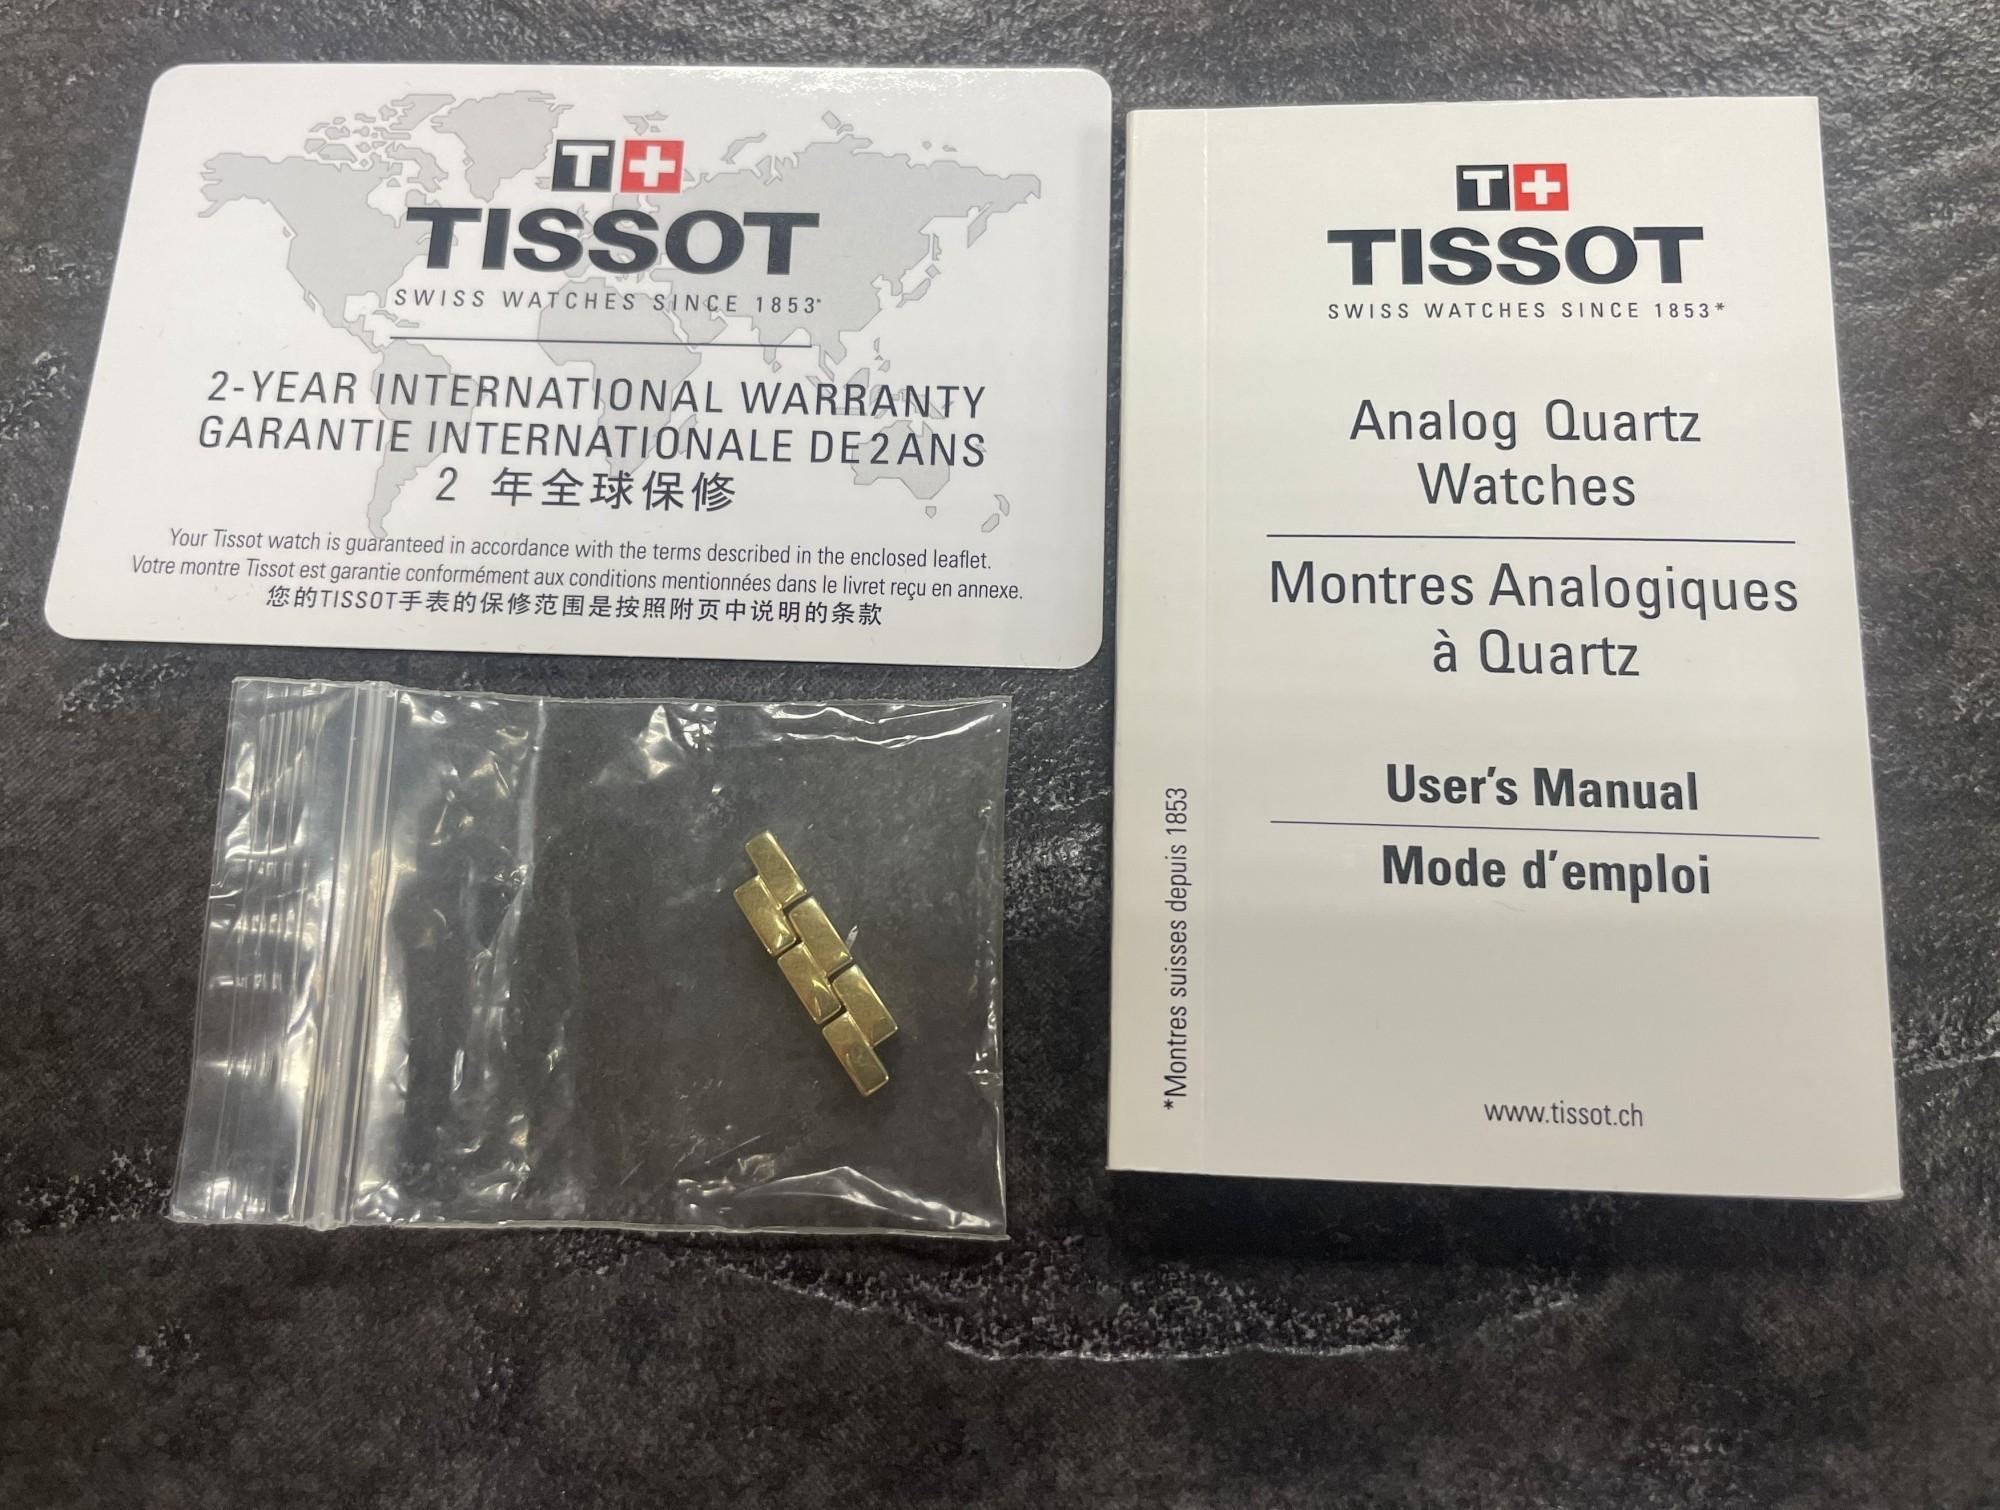 T
TISSOT
SWISS WATCHES SINCE 1853*
2-YEAR INTERNATIONAL WARRANTY
GARANTIE INTERNATIONALE DE 2 ANS
2 年全球保修
Your Tissot watch is guaranteed in accordance with the terms described in the enclosed leaflet.
Votre montre Tissot est garantie conformément aux conditions mentionnées dans le livret reçu en annexe.
您的TISSOT手表的保修范围是按照附页中说明的条款
T
TISSOT
SWISS WATCHES SINCE 1853*
Analog Quartz
Watches
Montres Analogiques
à Quartz
User's Manual
Mode d'emploi
www.tissot.ch
*Montres suisses depuis 1853